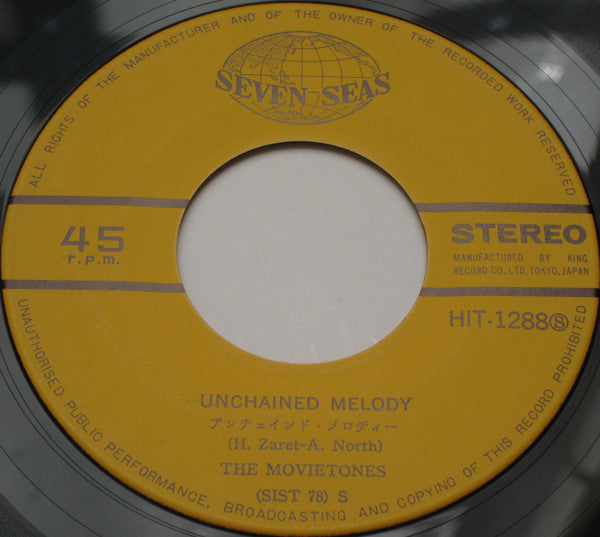 ALL RIGHTS OF THE MANUFACTURER AND OF THE OWNER OF THE RECORDED WORK RESERVED
SEVEN SEAS
45
r.p.m.
STEREO
MANUFACTURED BY KING
RECORD CO., LTD. TOKYO, JAPAN
HIT-1288Ⓢ
UNCHAINED MELODY
アンチェインド・メロディー
(H. Zaret-A. North)
THE MOVIETONES
(SIST 78) S
UNAUTHORISED PUBLIC PERFORMANCE, BROADCASTING AND COPYING OF THIS RECORD PROHIBITED